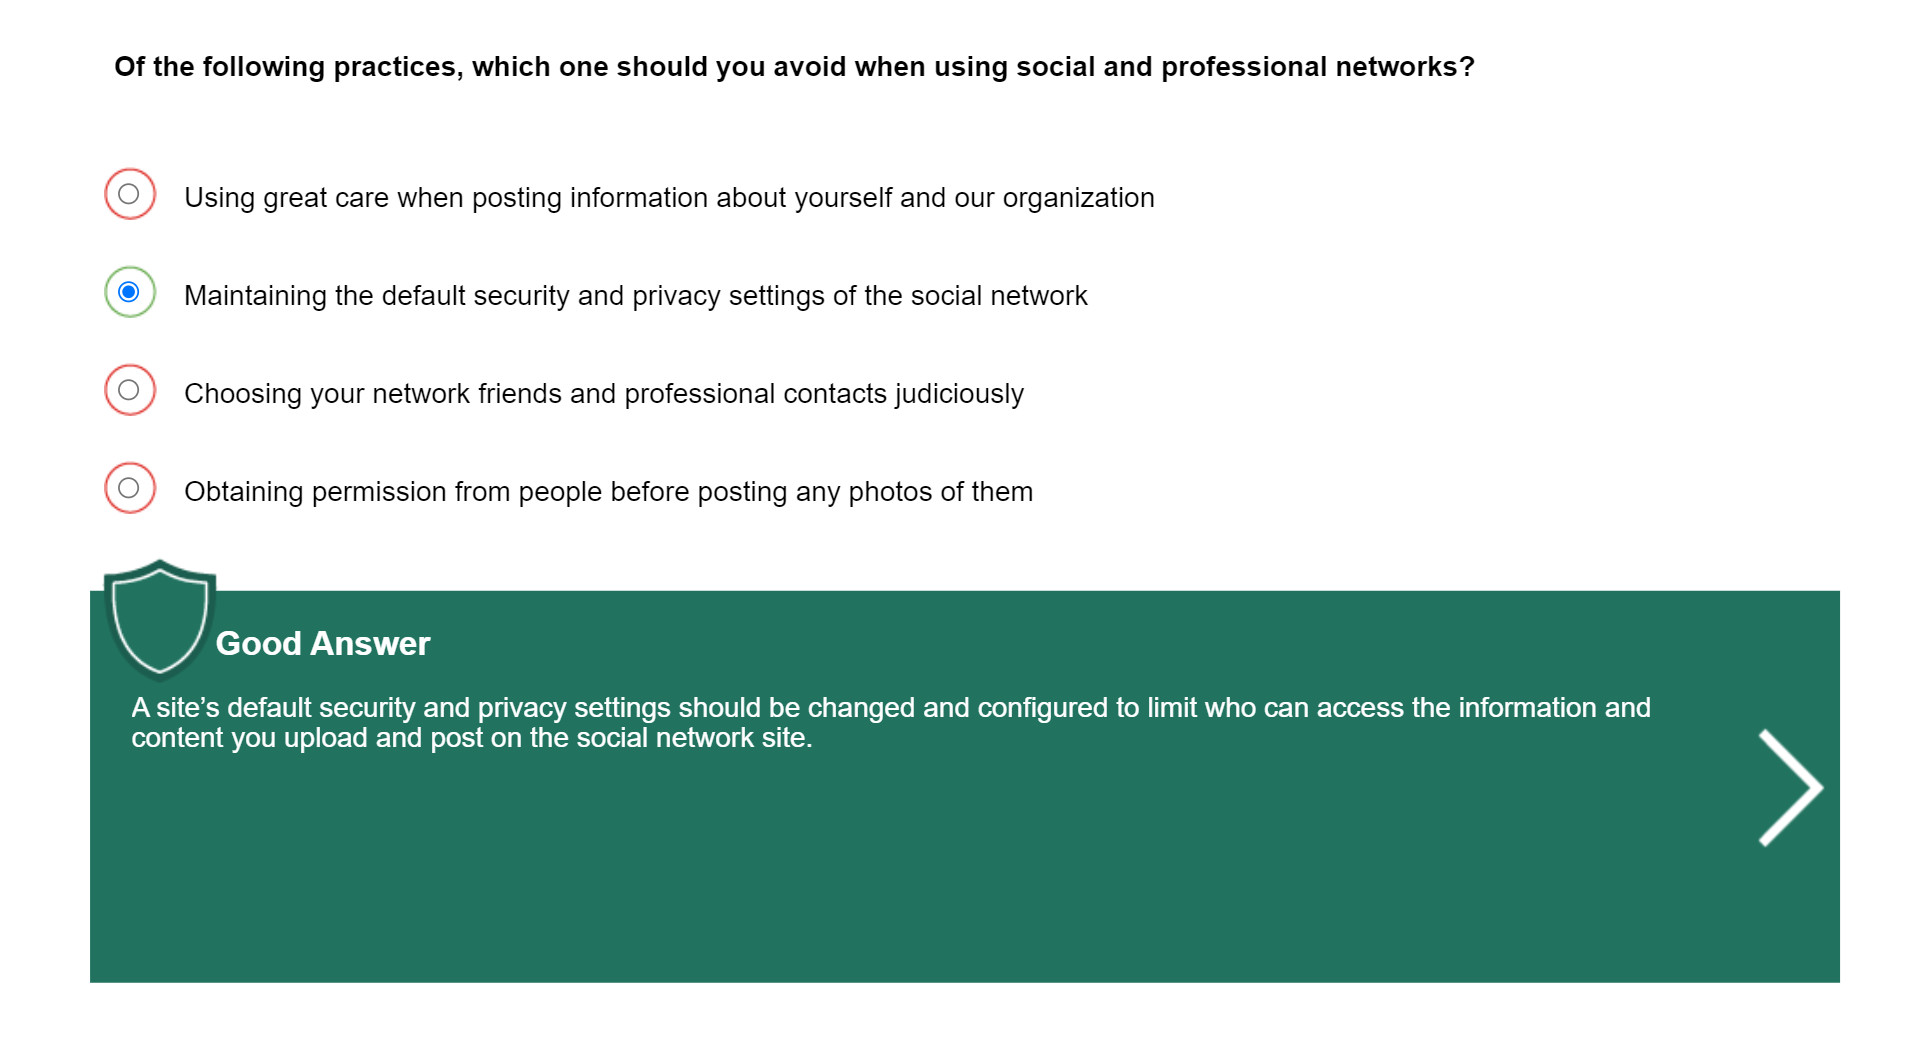 Of the following practices, which one should you avoid when using social and professional networks?
Using great care when posting information about yourself and our organization
Maintaining the default security and privacy settings of the social network
Choosing your network friends and professional contacts judiciously
Obtaining permission from people before posting any photos of them
Good Answer
A site’s default security and privacy settings should be changed and configured to limit who can access the information and
content you upload and post on the social network site.